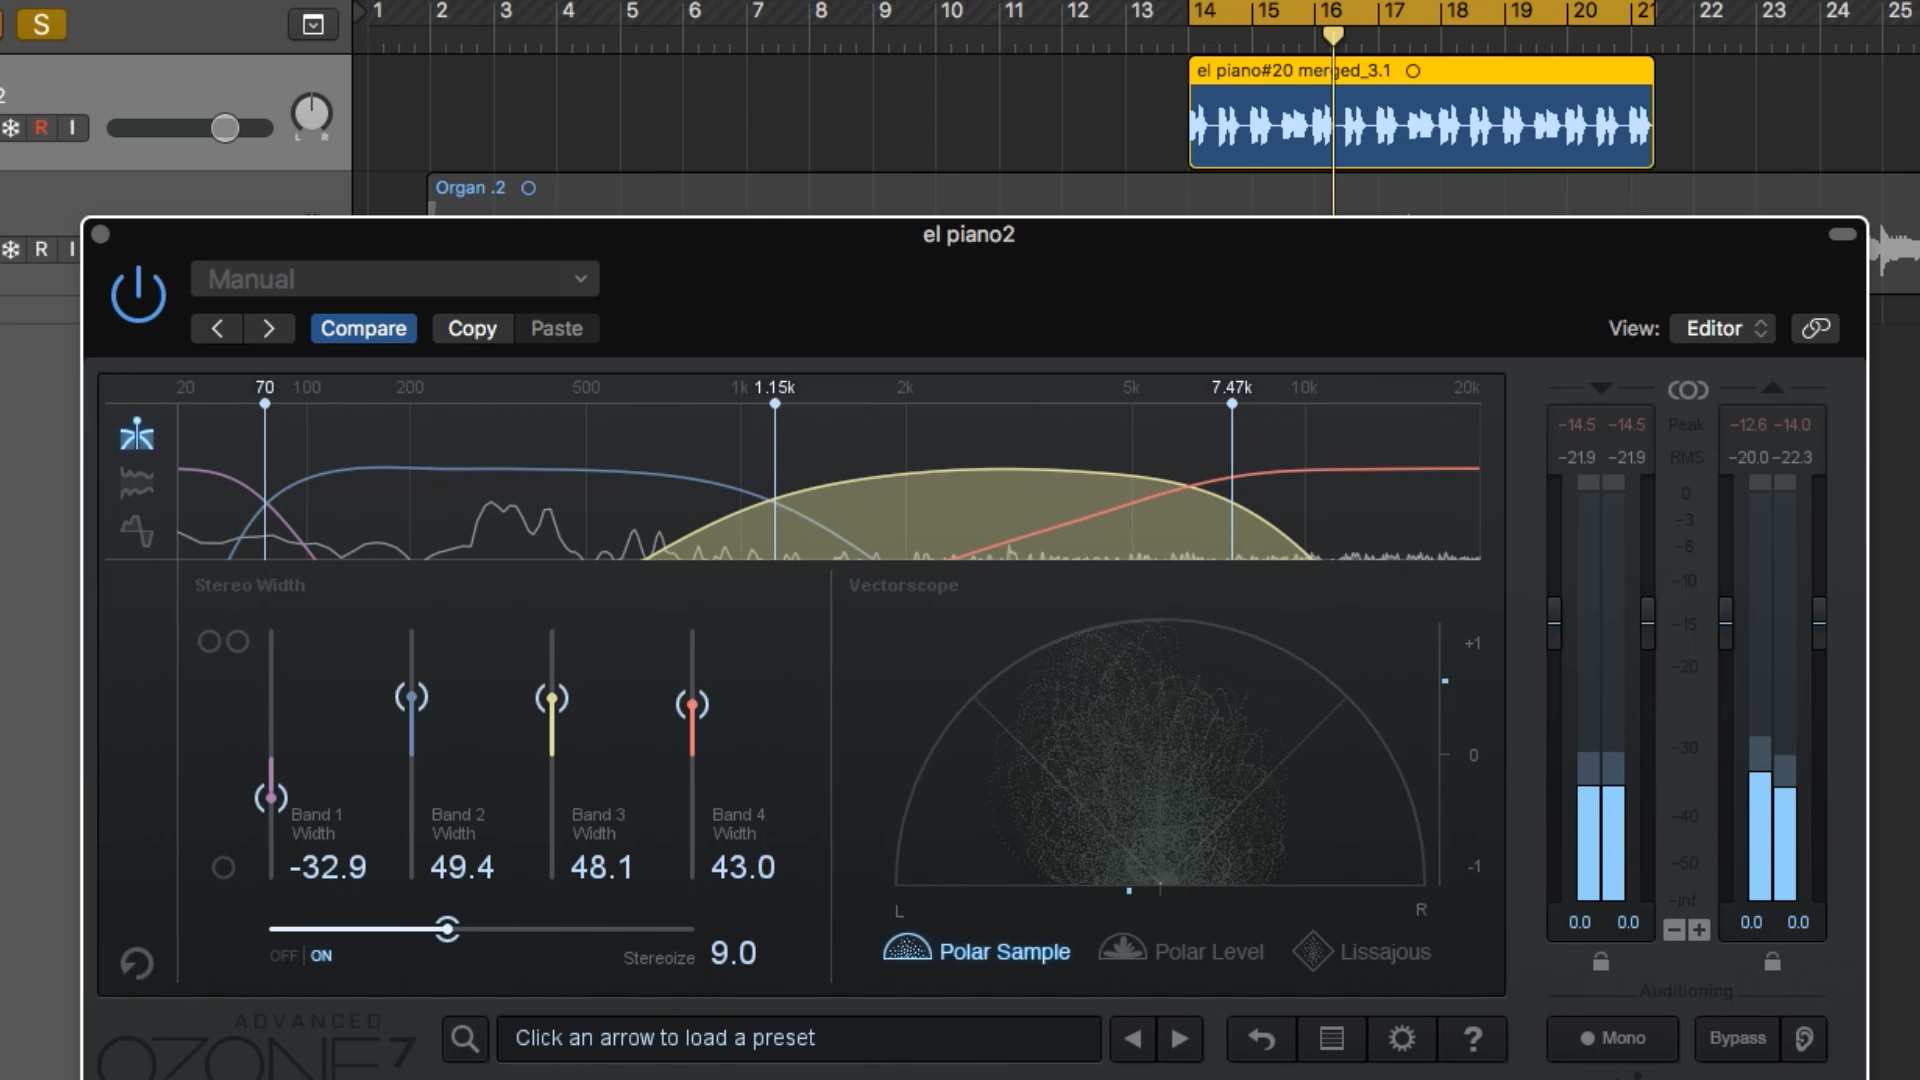 S
1 2 3 4 5 6 7 8 9 10 11 12 13 14 15 16 17 18 19 20 21 22 23 24 25
2
el piano#20 merged_3.1
R I
L R
Organ .2
R I
el piano2
Manual
Compare Copy Paste
View: Editor
20 70 100 200 500 1k 1.15k 2k 5k 7.47k 10k 20k
-14.5 -14.5 Peak -12.6 -14.0
-21.9 -21.9 RMS -20.0 -22.3
0
-3
-6
-10
-15
-20
-30
-40
-50
-Inf
0.0 0.0 0.0 0.0
Stereo Width
Band 1 Width
-32.9
Band 2 Width
49.4
Band 3 Width
48.1
Band 4 Width
43.0
OFF ON
Stereoize 9.0
Vectorscope
+1
0
-1
L R
Polar Sample Polar Level Lissajous
Auditioning
ADVANCED
OZONE 7
Click an arrow to load a preset
?
Mono Bypass